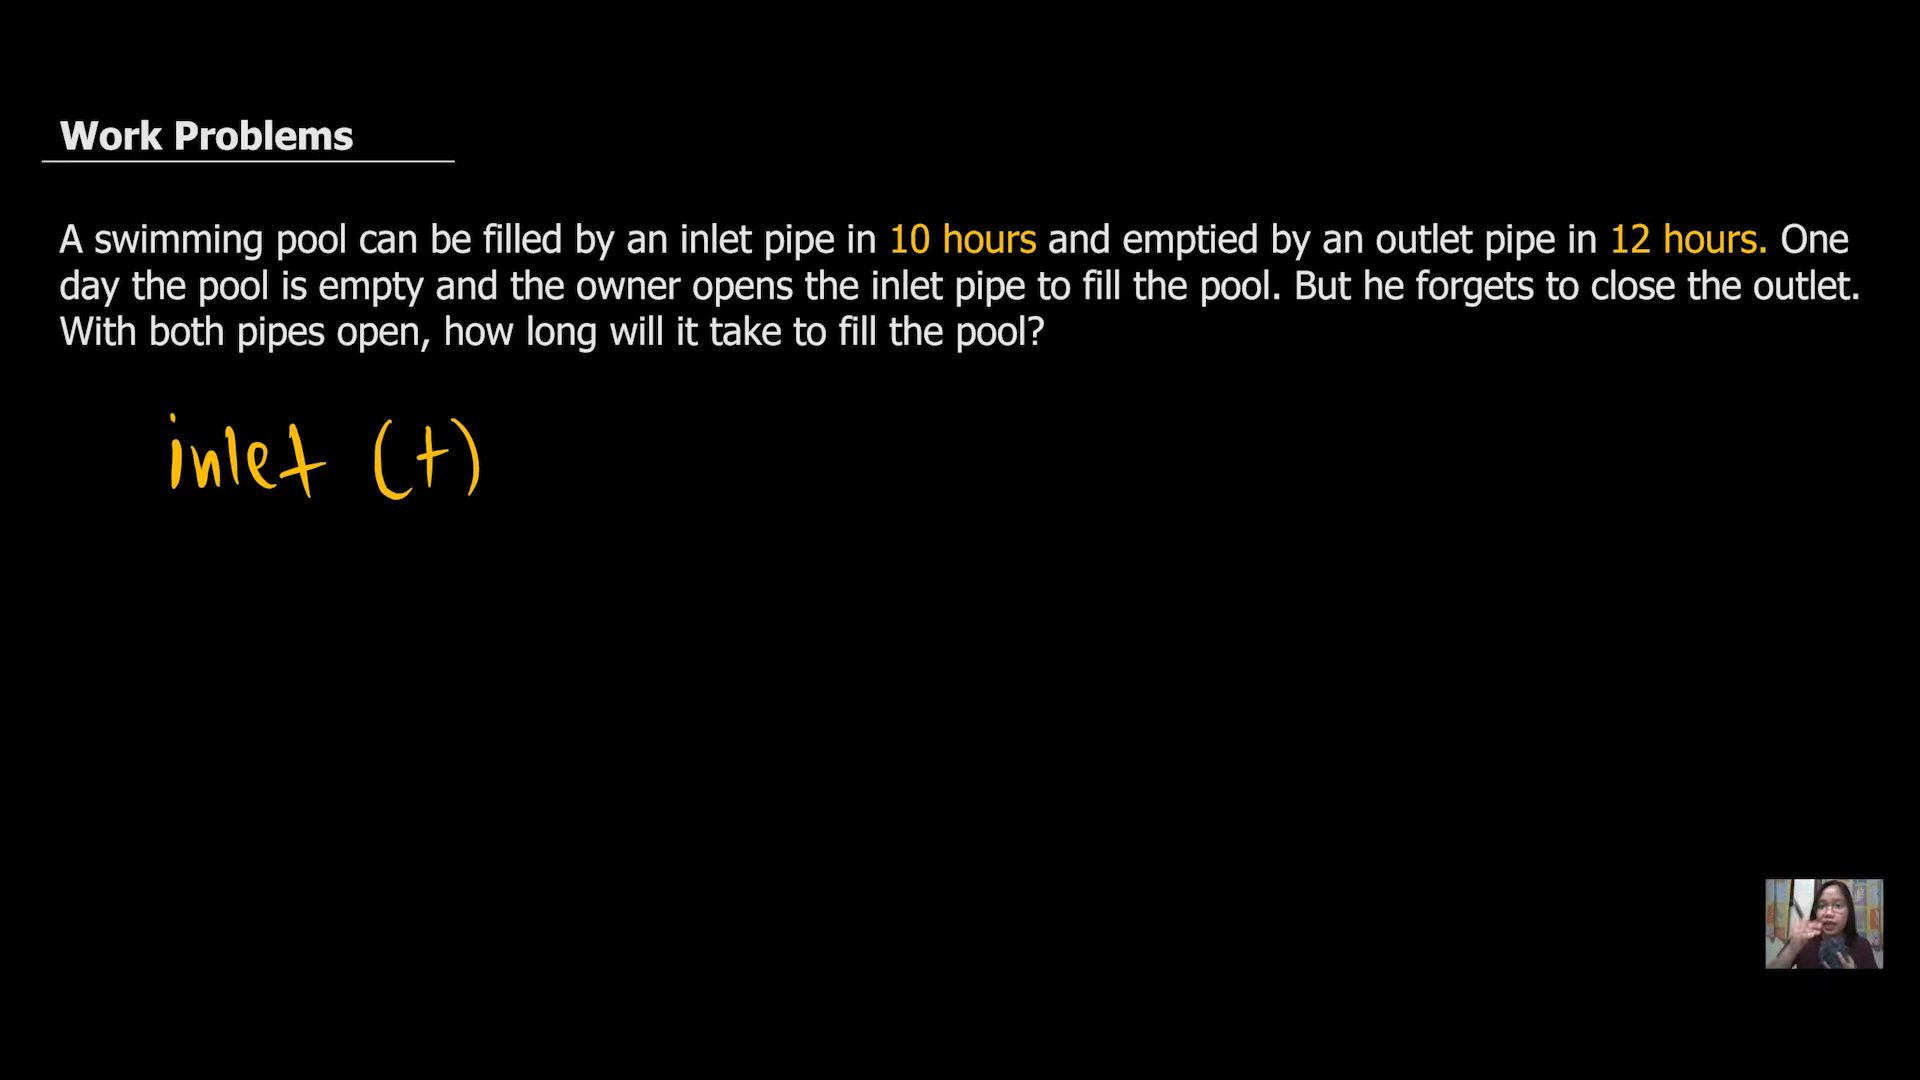 Work Problems
A swimming pool can be filled by an inlet pipe in 10 hours and emptied by an outlet pipe in 12 hours. One
day the pool is empty and the owner opens the inlet pipe to fill the pool. But he forgets to close the outlet.
With both pipes open, how long will it take to fill the pool?
inlet (+)